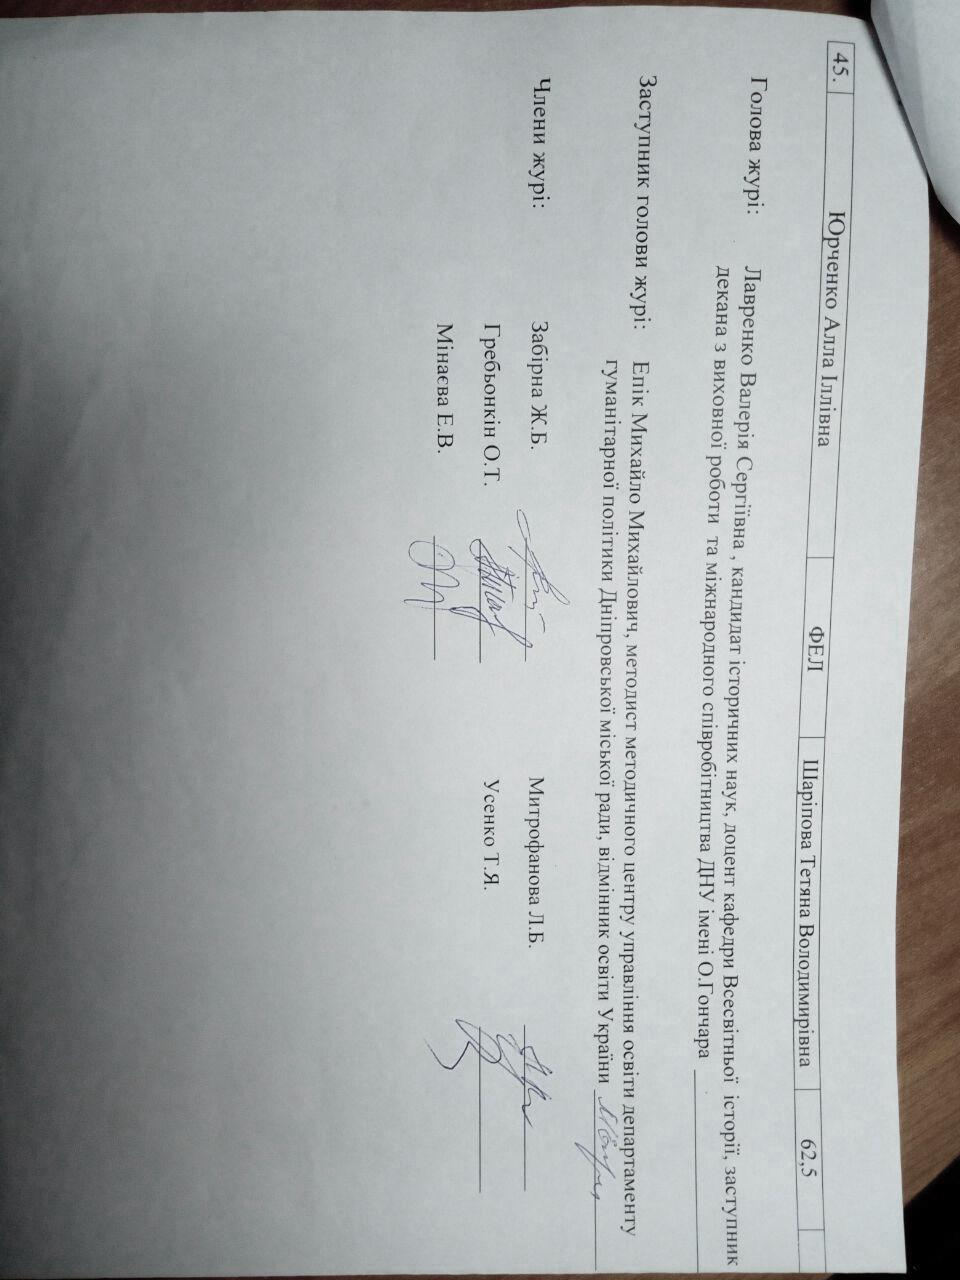 45. Юрченко Алла Іллівна ФЕЛ Шаріпова Тетяна Володимирівна 62,5
Голова журі: Лавренко Валерія Сергіївна , кандидат історичних наук, доцент кафедри Всесвітньої історії, заступник
декана з виховної роботи та міжнародного співробітництва ДНУ імені О.Гончара
Заступник голови журі: Епік Михайло Михайлович, методист методичного центру управління освіти департаменту
гуманітарної політики Дніпровської міської ради, відмінник освіти України
Члени журі: Забірна Ж.Б. Митрофанова Л.Б.
Гребьонкін О.Т. Усенко Т.Я.
Мінаєва Е.В.